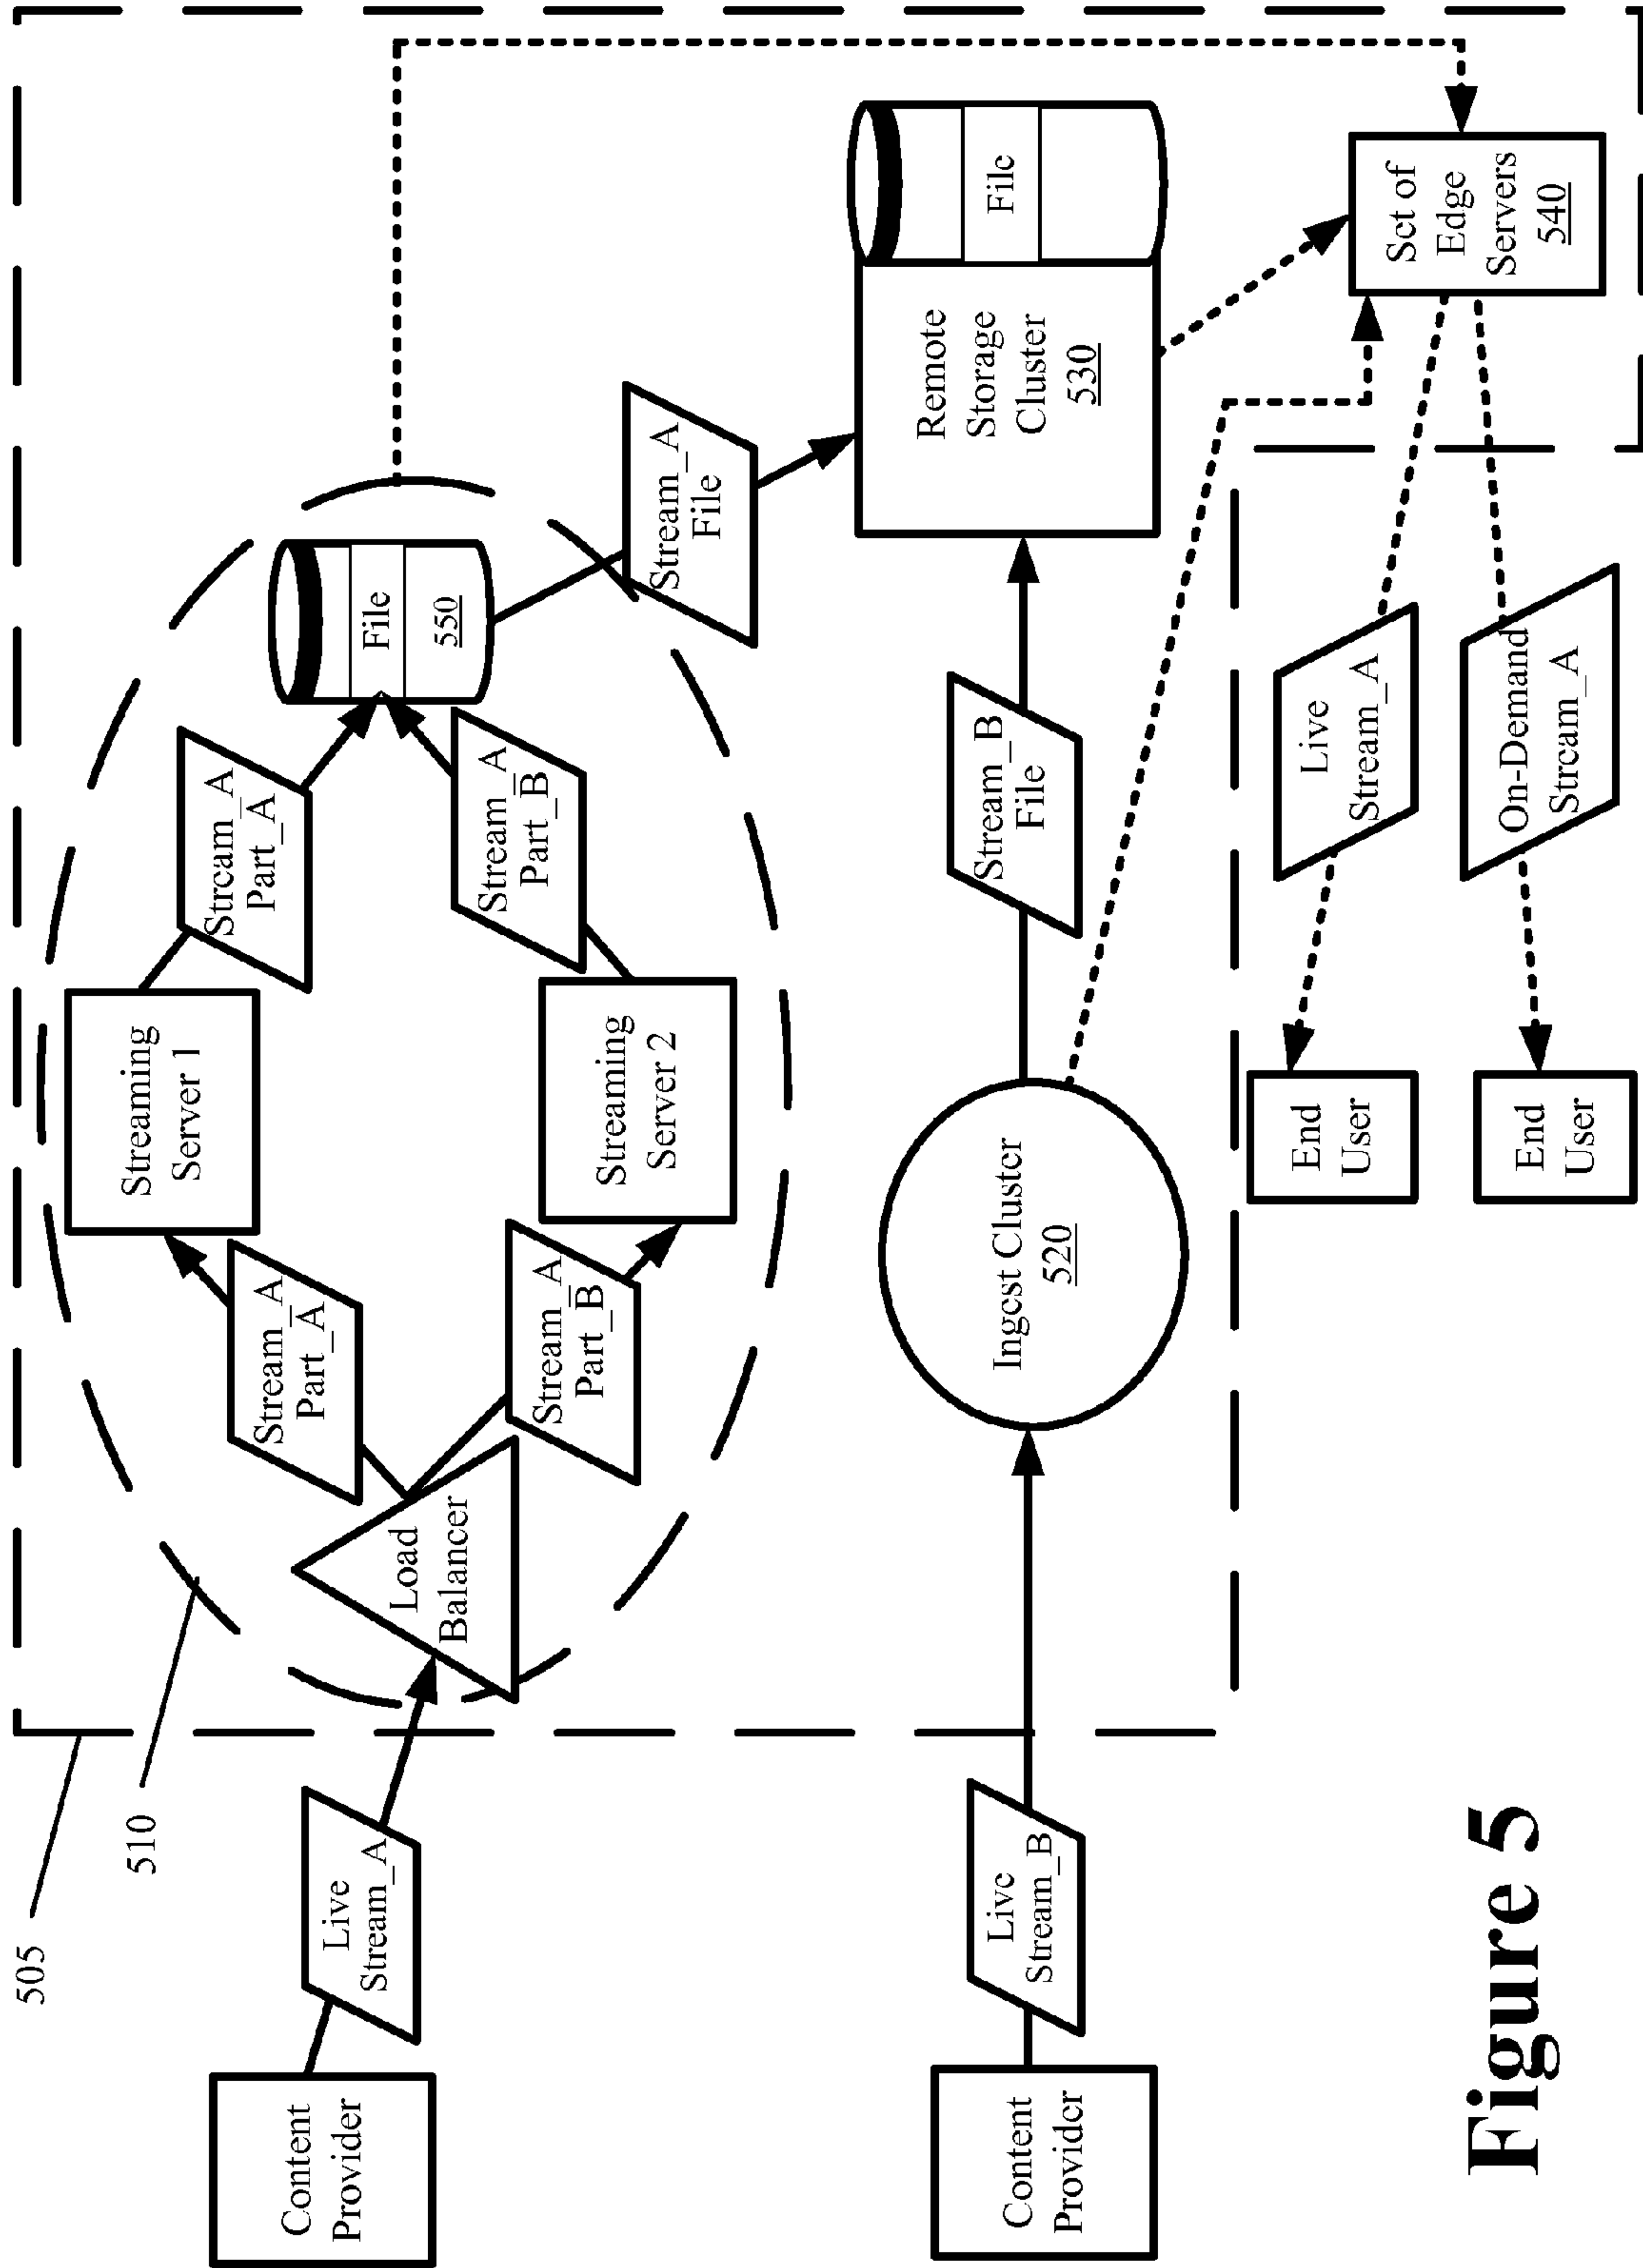 505
510
Content
Provider
Live
Stream_A
Load
Balancer
Stream_A
Part_A
Stream_A
Part_B
Streaming
Server 1
Streaming
Server 2
Stream_A
Part_A
Stream_A
Part_B
File
550
Stream_A
File
Content
Provider
Live
Stream_B
Ingest Cluster
520
Stream_B
File
Remote
Storage
Cluster
530
File
End
User
Live
Stream_A
End
User
On-Demand
Stream_A
Set of
Edge
Servers
540
Figure 5